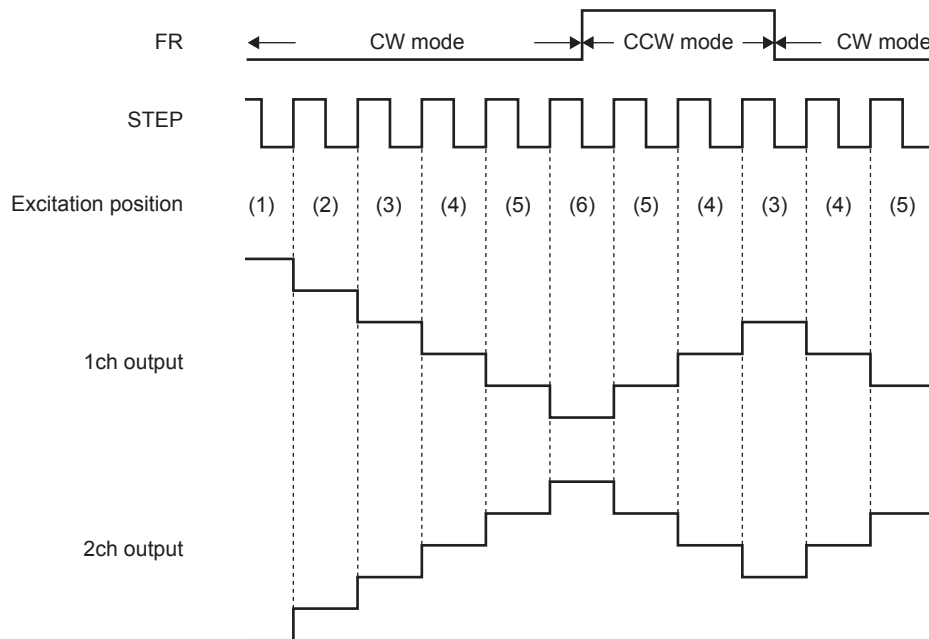 FR CW mode CCW mode CW mode
STEP
Excitation position (1) (2) (3) (4) (5) (6) (5) (4) (3) (4) (5)
1ch output
2ch output